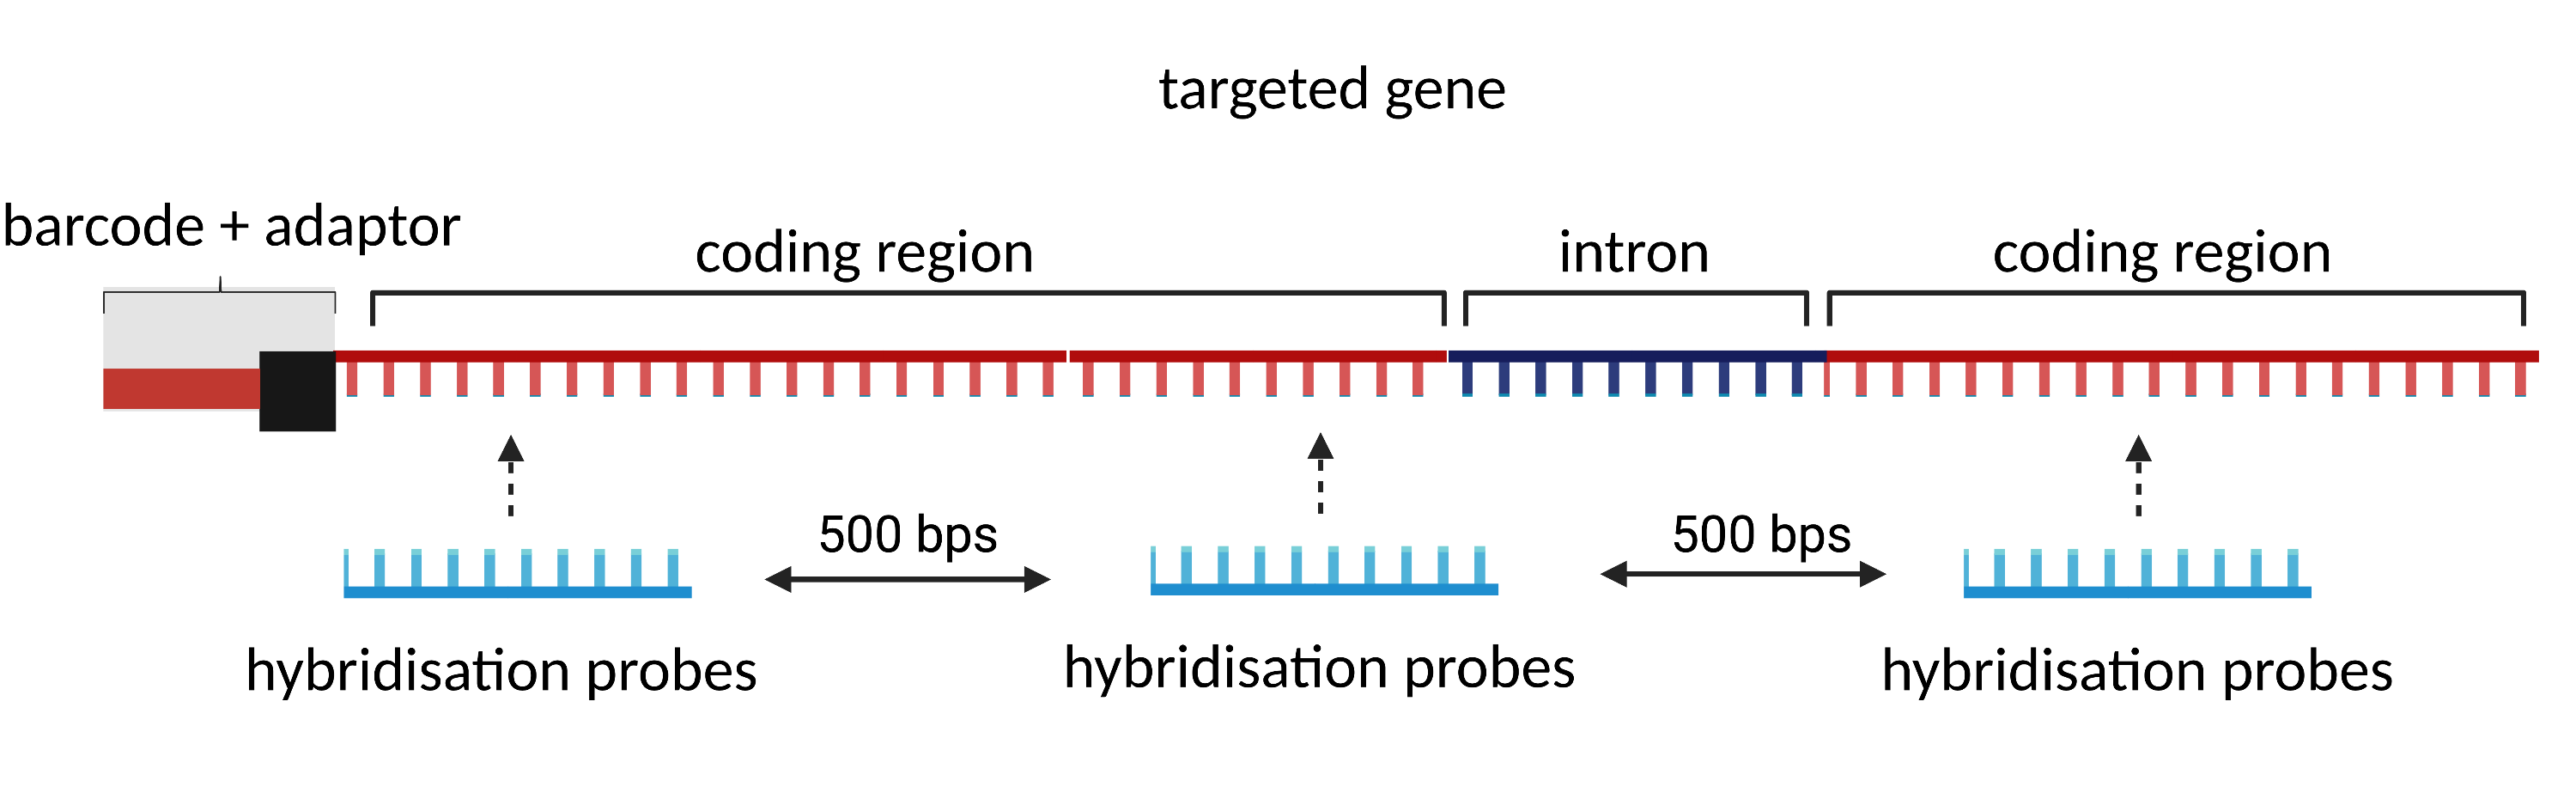 targeted gene
barcode + adaptor
coding region
intron
coding region
500 bps
500 bps
hybridisation probes
hybridisation probes
hybridisation probes